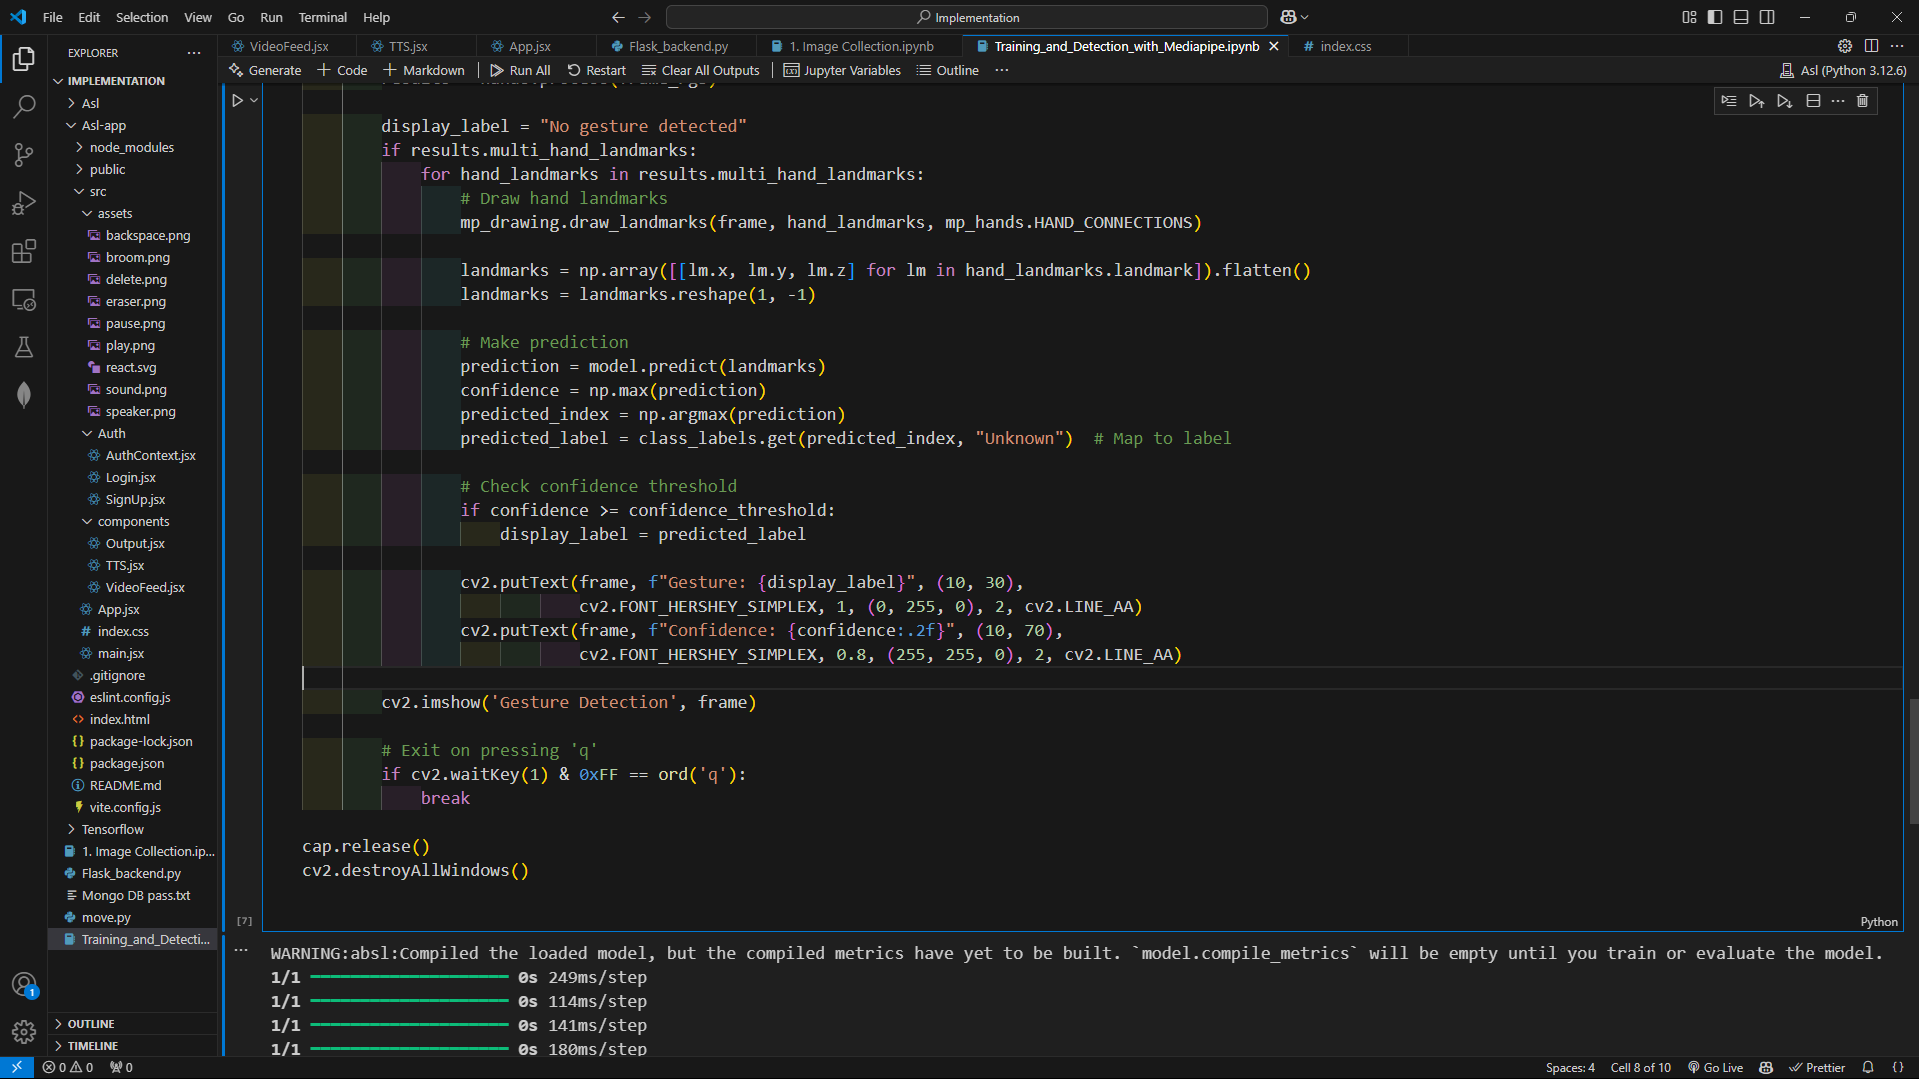 File Edit Selection View Go Run Terminal Help
Implementation
EXPLORER
IMPLEMENTATION
Asl
Asl-app
node_modules
public
src
assets
backspace.png
broom.png
delete.png
eraser.png
pause.png
play.png
react.svg
sound.png
speaker.png
Auth
AuthContext.jsx
Login.jsx
SignUp.jsx
components
Output.jsx
TTS.jsx
VideoFeed.jsx
App.jsx
index.css
main.jsx
.gitignore
eslint.config.js
index.html
package-lock.json
package.json
README.md
vite.config.js
Tensorflow
1. Image Collection.ip...
Flask_backend.py
Mongo DB pass.txt
move.py
Training_and_Detecti...
OUTLINE
TIMELINE
VideoFeed.jsx TTS.jsx App.jsx Flask_backend.py 1. Image Collection.ipynb Training_and_Detection_with_Mediapipe.ipynb index.css
Generate Code Markdown Run All Restart Clear All Outputs Jupyter Variables Outline Asl (Python 3.12.6)
display_label = "No gesture detected"
if results.multi_hand_landmarks:
for hand_landmarks in results.multi_hand_landmarks:
# Draw hand landmarks
mp_drawing.draw_landmarks(frame, hand_landmarks, mp_hands.HAND_CONNECTIONS)
landmarks = np.array([[lm.x, lm.y, lm.z] for lm in hand_landmarks.landmark]).flatten()
landmarks = landmarks.reshape(1, -1)
# Make prediction
prediction = model.predict(landmarks)
confidence = np.max(prediction)
predicted_index = np.argmax(prediction)
predicted_label = class_labels.get(predicted_index, "Unknown")  # Map to label
# Check confidence threshold
if confidence >= confidence_threshold:
display_label = predicted_label
cv2.putText(frame, f"Gesture: {display_label}", (10, 30),
cv2.FONT_HERSHEY_SIMPLEX, 1, (0, 255, 0), 2, cv2.LINE_AA)
cv2.putText(frame, f"Confidence: {confidence:.2f}", (10, 70),
cv2.FONT_HERSHEY_SIMPLEX, 0.8, (255, 255, 0), 2, cv2.LINE_AA)
cv2.imshow('Gesture Detection', frame)
# Exit on pressing 'q'
if cv2.waitKey(1) & 0xFF == ord('q'):
break
cap.release()
cv2.destroyAllWindows()
[7]
Python
WARNING:absl:Compiled the loaded model, but the compiled metrics have yet to be built. `model.compile_metrics` will be empty until you train or evaluate the model.
1/1 0s 249ms/step
1/1 0s 114ms/step
1/1 0s 141ms/step
1/1 0s 180ms/step
1
0 0 0
Spaces: 4 Cell 8 of 10 Go Live Prettier